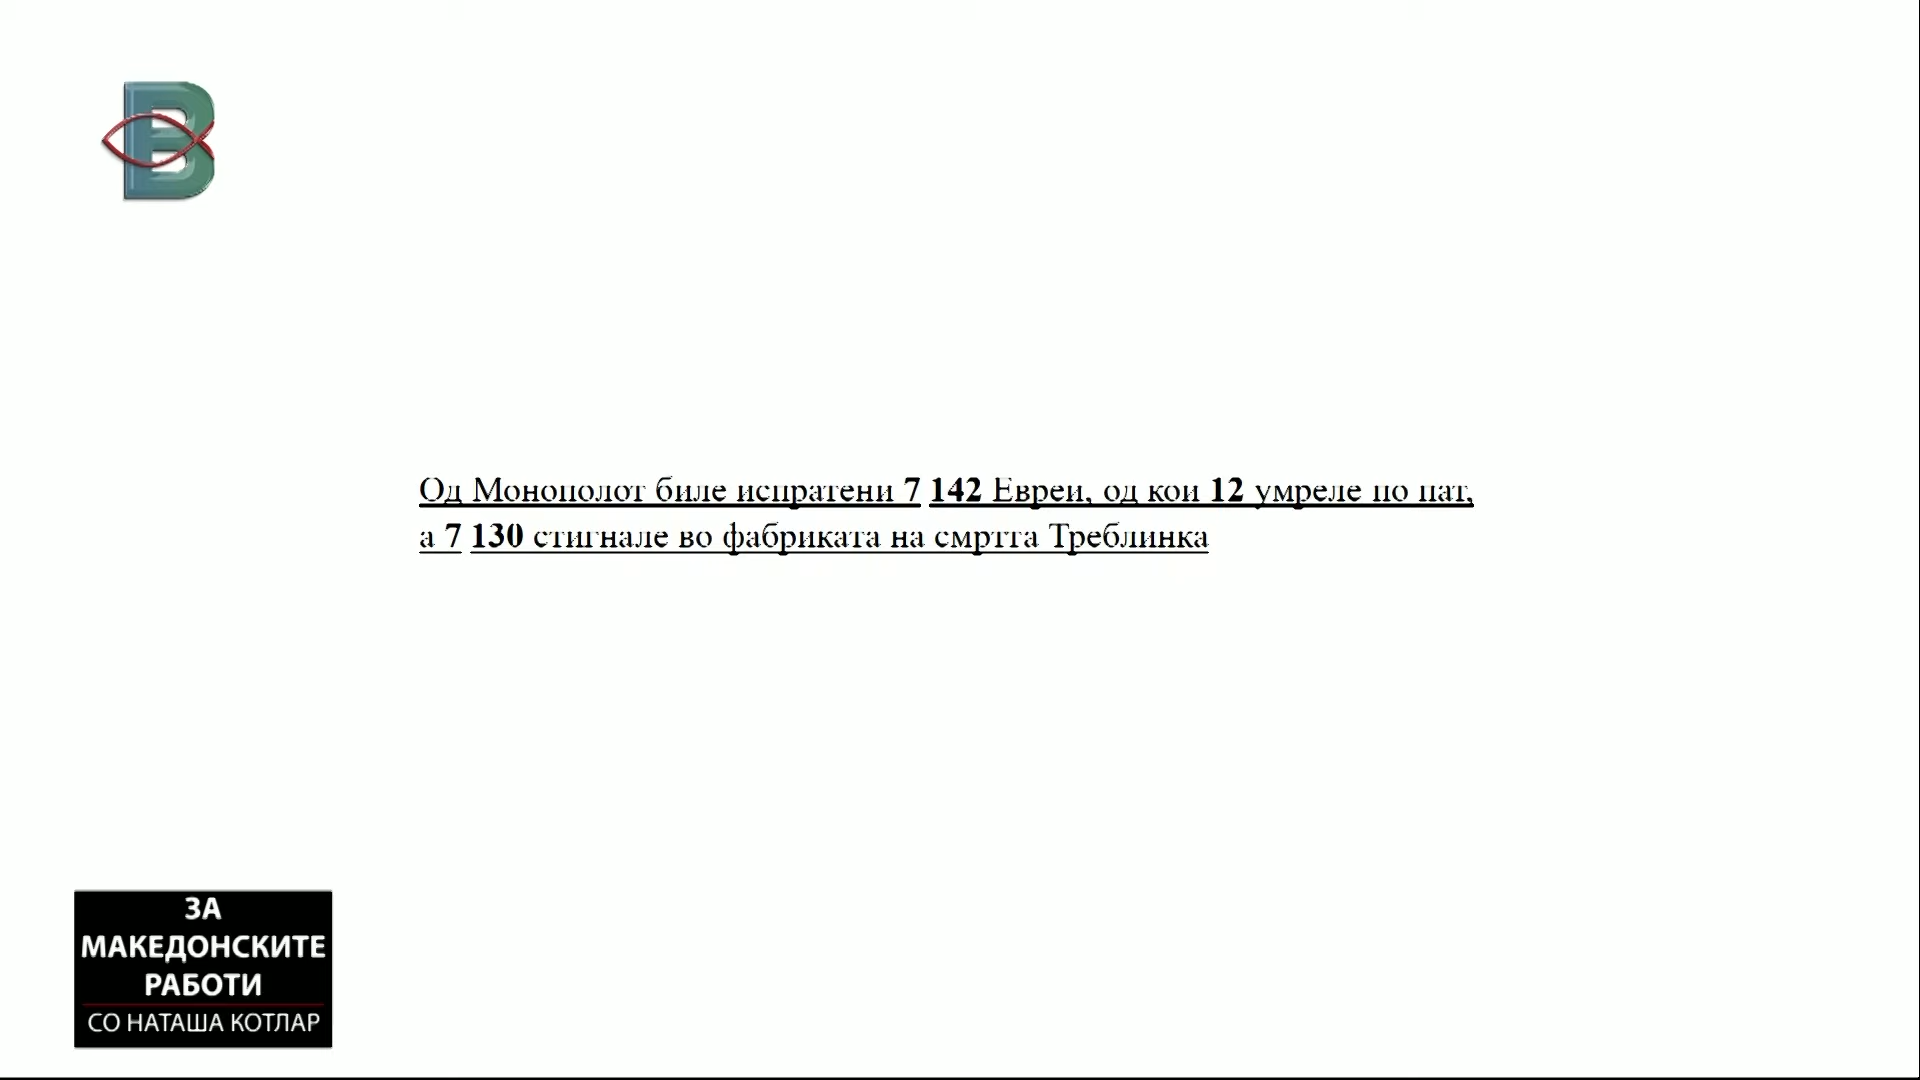 В
Од Монополот биле испратени 7 142 Евреи, од кои 12 умреле по пат,
а 7 130 стигнале во фабриката на смртта Треблинка
ЗА
МАКЕДОНСКИТЕ
РАБОТИ
СО НАТАША КОТЛАР